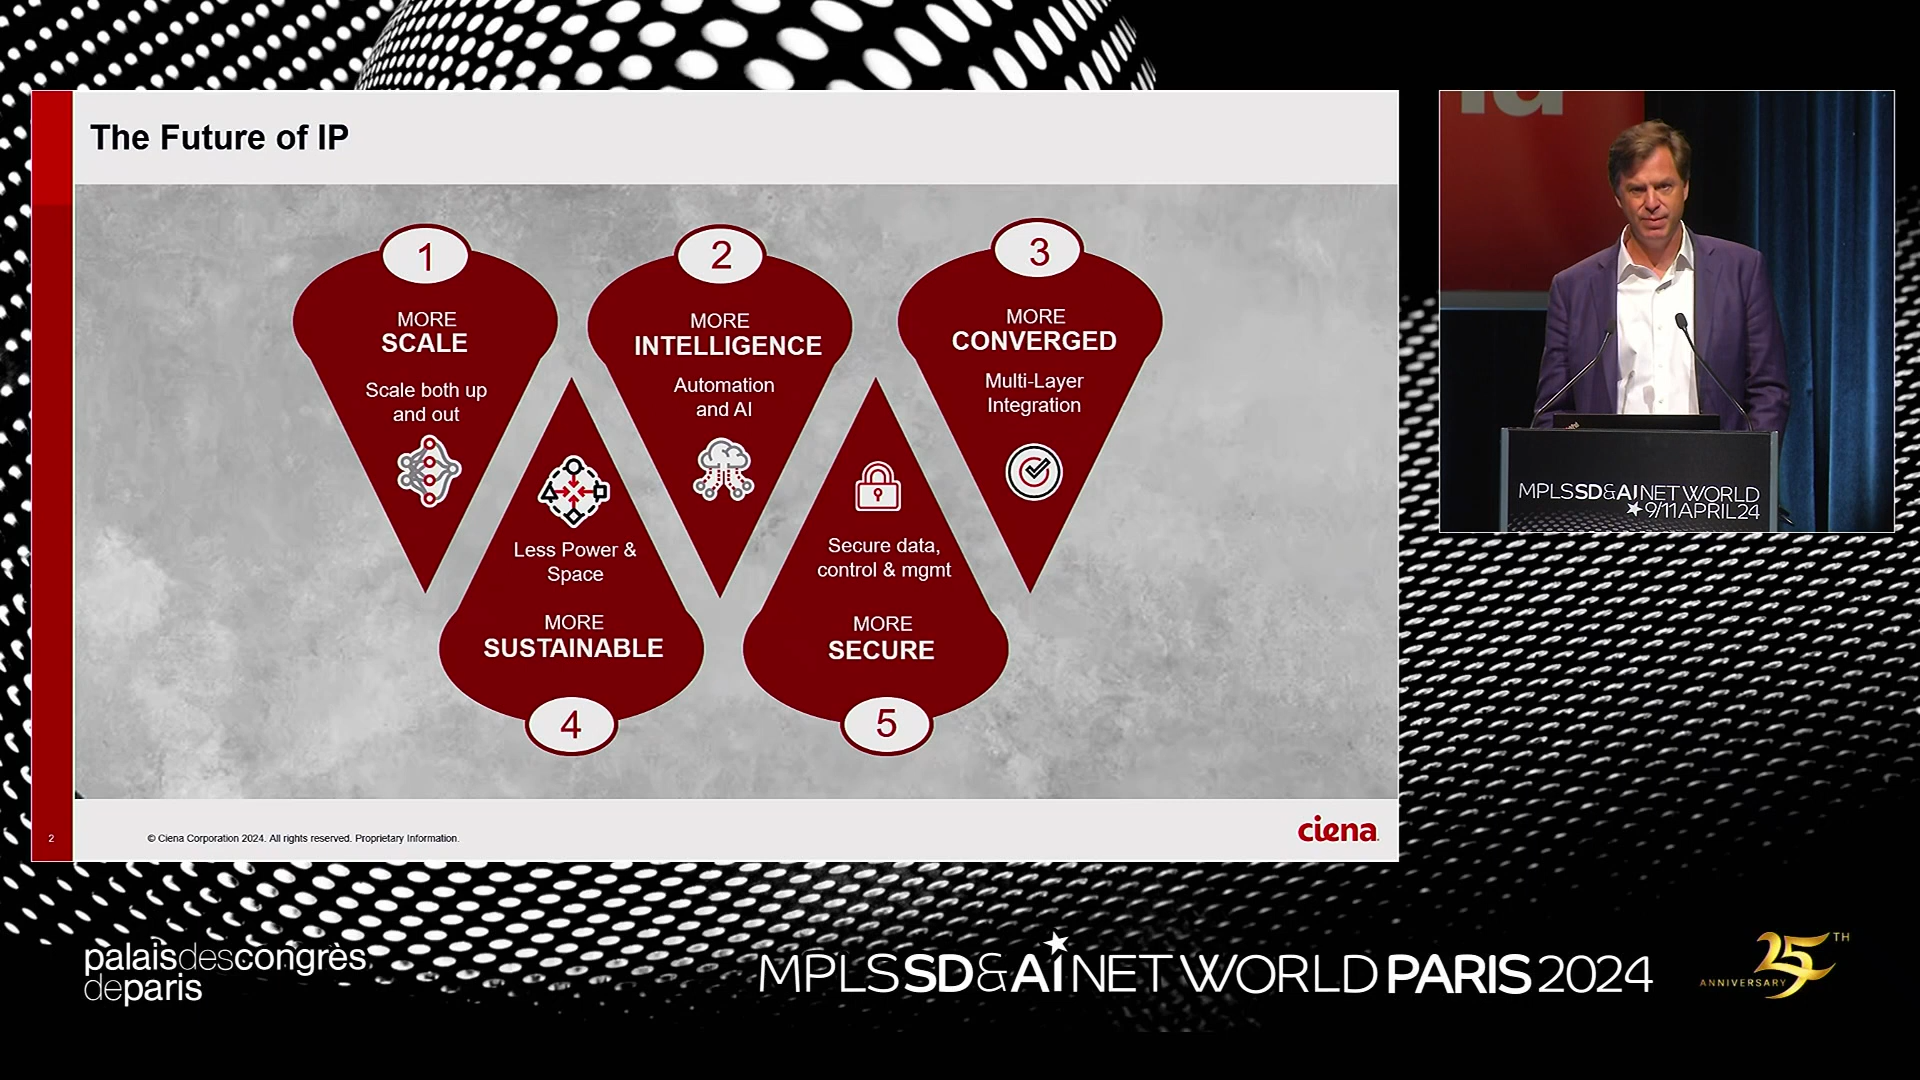 The Future of IP
1
MORE
SCALE
Scale both up
and out
2
MORE
INTELLIGENCE
Automation
and AI
3
MORE
CONVERGED
Multi-Layer
Integration
Less Power &
Space
MORE
SUSTAINABLE
4
Secure data,
control & mgmt
MORE
SECURE
5
2
© Ciena Corporation 2024. All rights reserved. Proprietary Information.
ciena
MPLSSD&AINETWORLD
9/11APRIL24
palaisdescongrès
deparis
MPLSSD&AINETWORLDPARIS2024
25TH
ANNIVERSARY